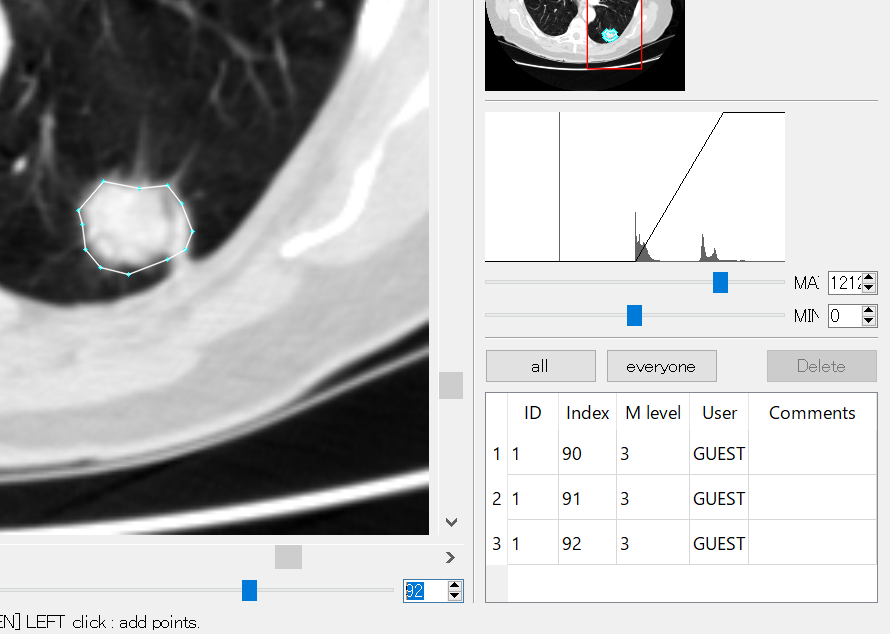 MA 1212
MIN 0
all everyone Delete
ID Index M level User Comments
1 1 90 3 GUEST
2 1 91 3 GUEST
3 1 92 3 GUEST
92
EN] LEFT click : add points.